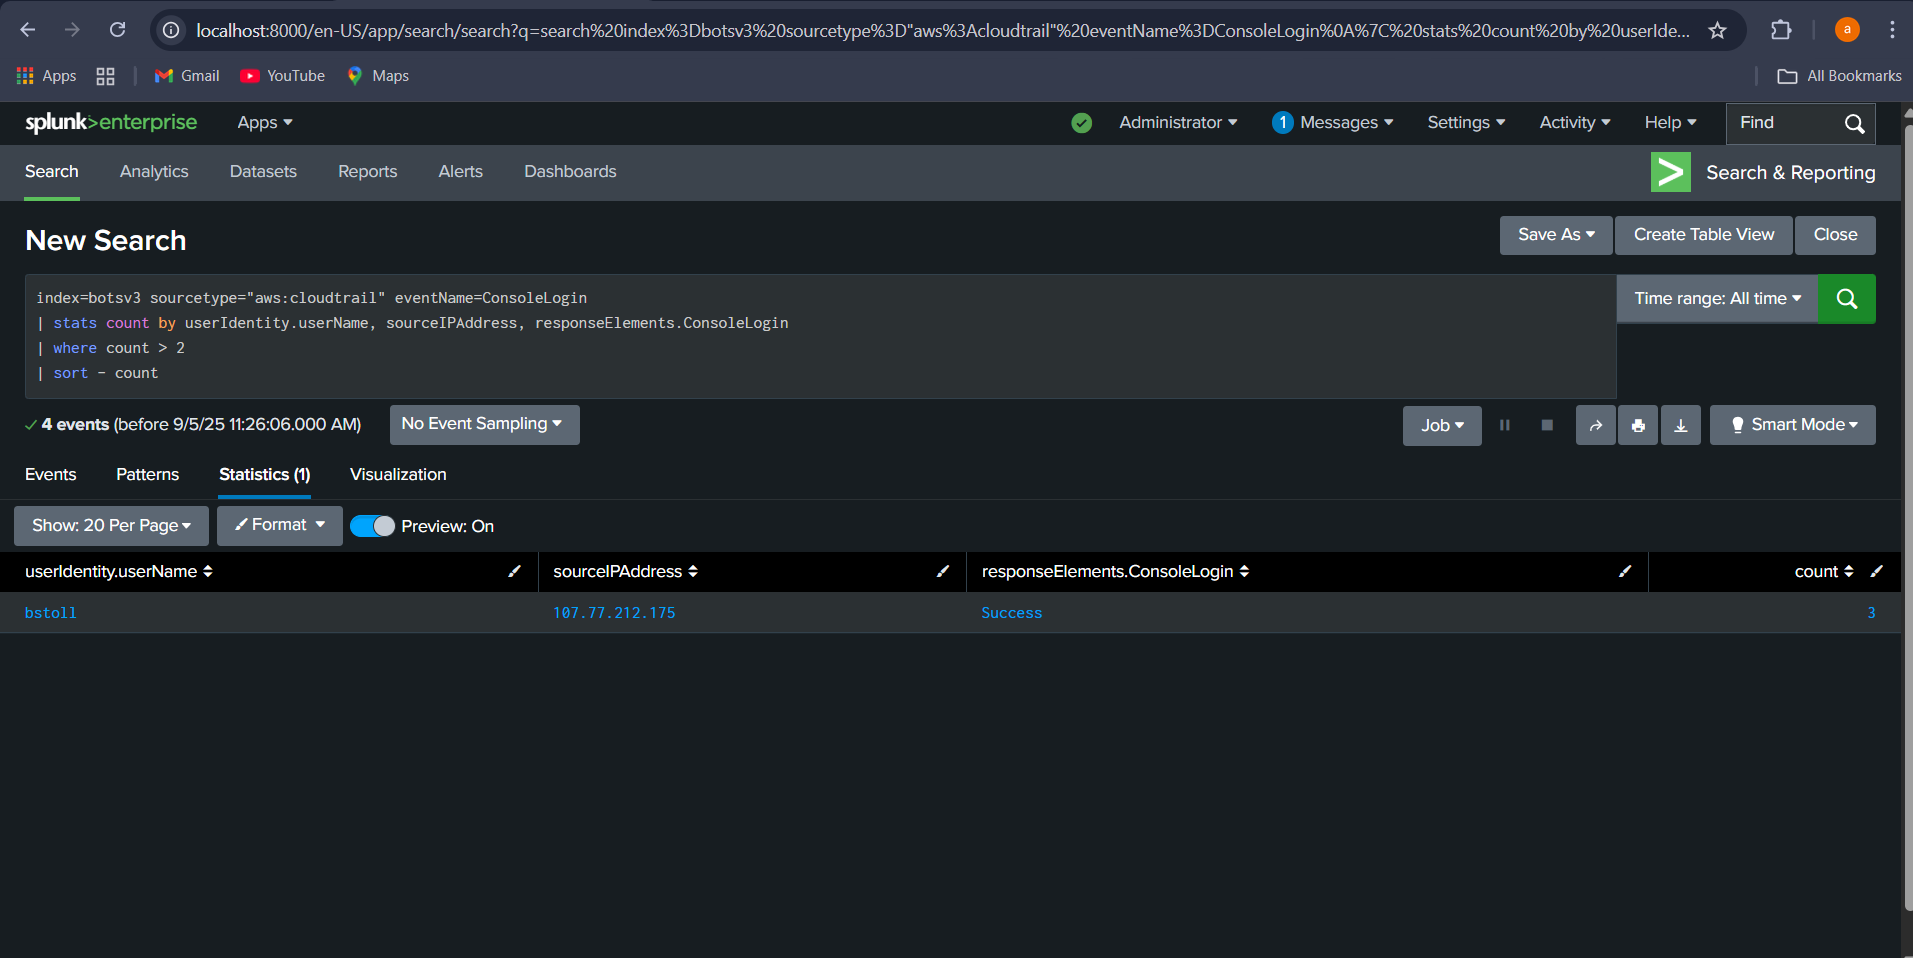 localhost:8000/en-US/app/search/search?q=search%20index%3Dbotsv3%20sourcetype%3D"aws%3Acloudtrail"%20eventName%3DConsoleLogin%0A%7C%20stats%20count%20by%20userIde...
a
Apps
Gmail
YouTube
Maps
All Bookmarks
splunk>enterprise
Apps
Administrator
1
Messages
Settings
Activity
Help
Find
Search
Analytics
Datasets
Reports
Alerts
Dashboards
Search & Reporting
New Search
Save As
Create Table View
Close
index=botsv3 sourcetype="aws:cloudtrail" eventName=ConsoleLogin
| stats count by userIdentity.userName, sourceIPAddress, responseElements.ConsoleLogin
| where count > 2
| sort - count
Time range: All time
4 events (before 9/5/25 11:26:06.000 AM)
No Event Sampling
Job
Smart Mode
Events
Patterns
Statistics (1)
Visualization
Show: 20 Per Page
Format
Preview: On
userIdentity.userName
sourceIPAddress
responseElements.ConsoleLogin
count
bstoll
107.77.212.175
Success
3